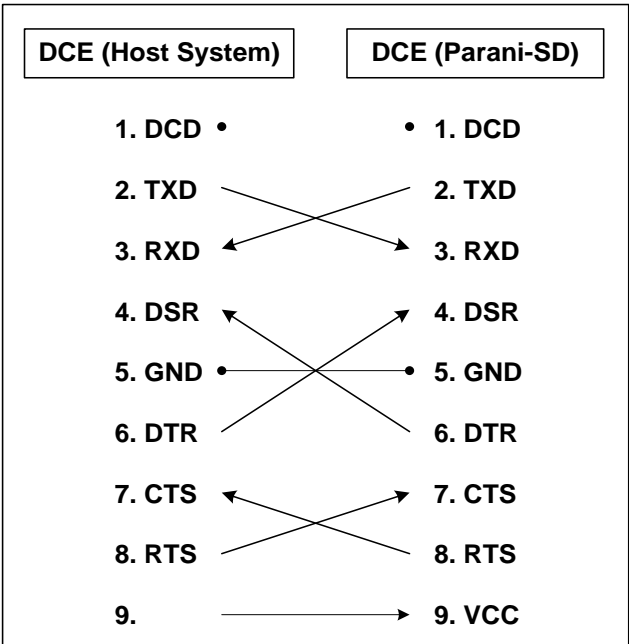 DCE (Host System) DCE (Parani-SD)
1. DCD 1. DCD
2. TXD 2. TXD
3. RXD 3. RXD
4. DSR 4. DSR
5. GND 5. GND
6. DTR 6. DTR
7. CTS 7. CTS
8. RTS 8. RTS
9. 9. VCC